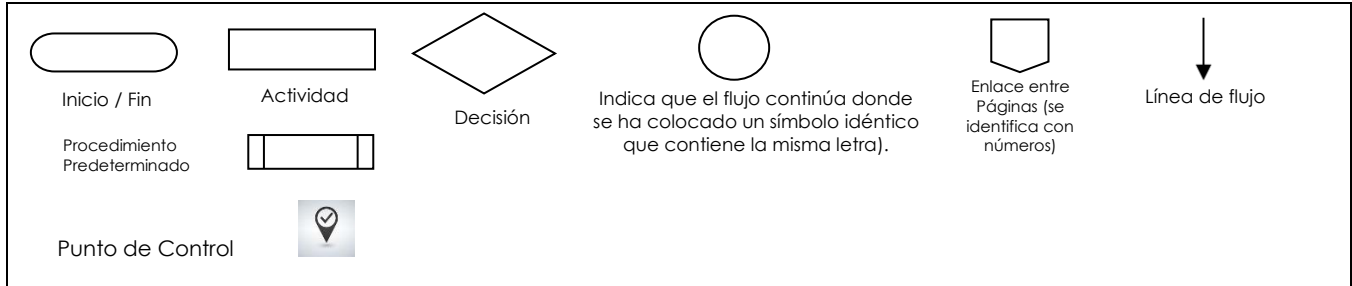 Inicio / Fin
Actividad
Decisión
Indica que el flujo continúa donde
se ha colocado un símbolo idéntico
que contiene la misma letra).
Enlace entre
Páginas (se
identifica con
números)
Línea de flujo
Procedimiento
Predeterminado
Punto de Control